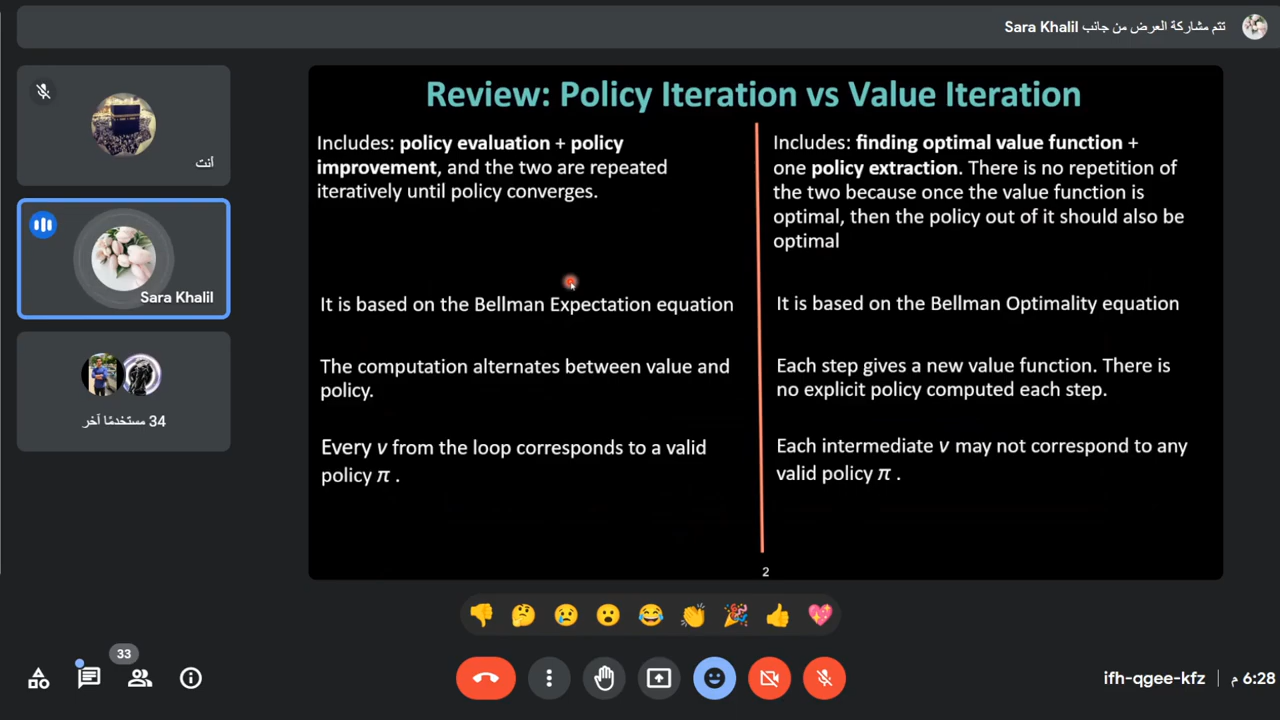 تتم مشاركة العرض من جانب Sara Khalil
أنت
Sara Khalil
34 مستخدمًا آخر
Review: Policy Iteration vs Value Iteration
Includes: policy evaluation + policy
improvement, and the two are repeated
iteratively until policy converges.
It is based on the Bellman Expectation equation
The computation alternates between value and
policy.
Every v from the loop corresponds to a valid
policy π .
Includes: finding optimal value function +
one policy extraction. There is no repetition of
the two because once the value function is
optimal, then the policy out of it should also be
optimal
It is based on the Bellman Optimality equation
Each step gives a new value function. There is
no explicit policy computed each step.
Each intermediate v may not correspond to any
valid policy π .
2
33
ifh-qgee-kfz
6:28 م